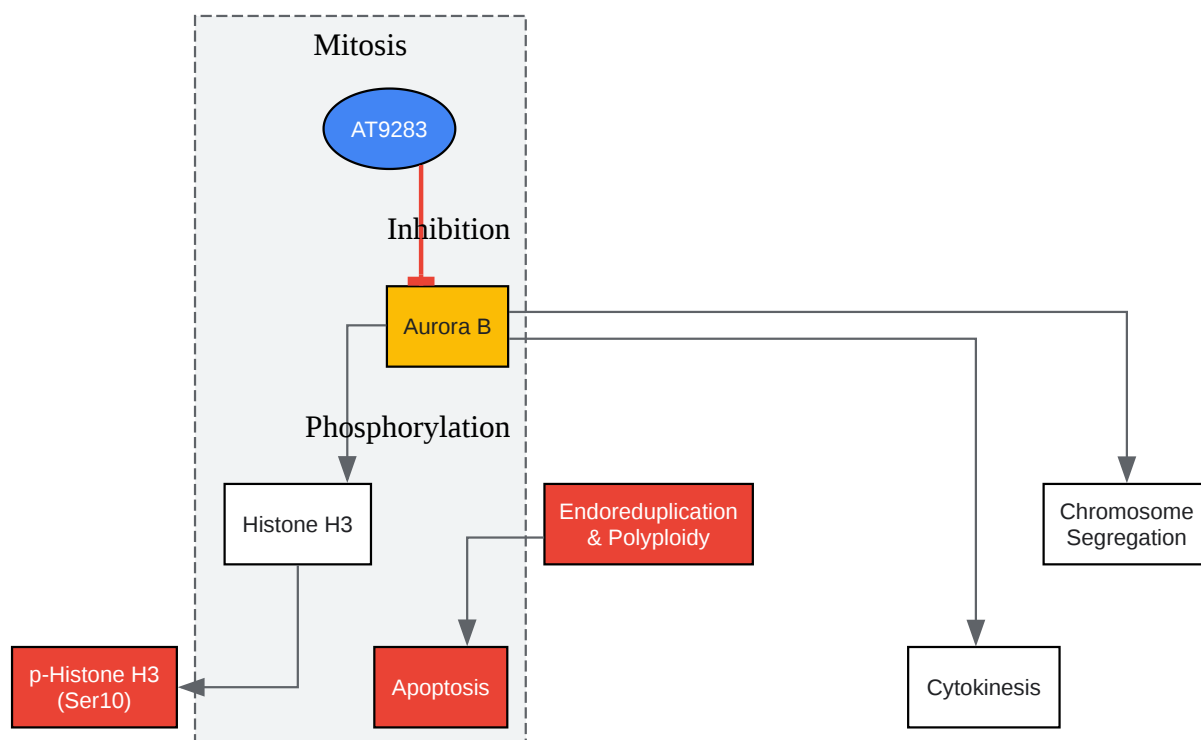 Mitosis
AT9283
Inhibition
Aurora B
Phosphorylation
Histone H3
Endoreduplication
& Polyploidy
Chromosome
Segregation
p-Histone H3
(Ser10)
Apoptosis
Cytokinesis